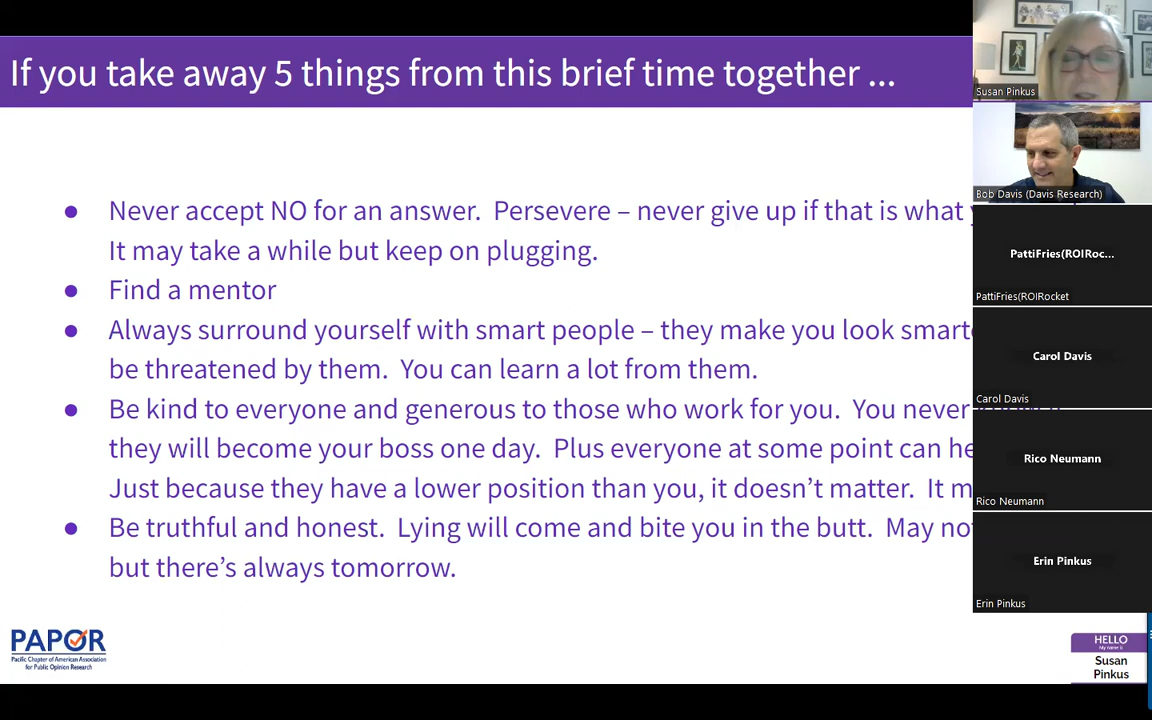 If you take away 5 things from this brief time together ...
● Never accept NO for an answer.  Persevere – never give up if that is what
It may take a while but keep on plugging.
● Find a mentor
● Always surround yourself with smart people – they make you look
be threatened by them.  You can learn a lot from them.
● Be kind to everyone and generous to those who work for you.  You never
they will become your boss one day.  Plus everyone at some point can
Just because they have a lower position than you, it doesn’t matter.  It
● Be truthful and honest.  Lying will come and bite you in the butt.  May
but there’s always tomorrow.
PAPOR
Pacific Chapter of American Association
for Public Opinion Research
Susan Pinkus
Bob Davis (Davis Research)
PattiFries(ROIRoc...
PattiFries(ROIRocket
Carol Davis
Carol Davis
Rico Neumann
Rico Neumann
Erin Pinkus
Erin Pinkus
HELLO
My name is
Susan
Pinkus